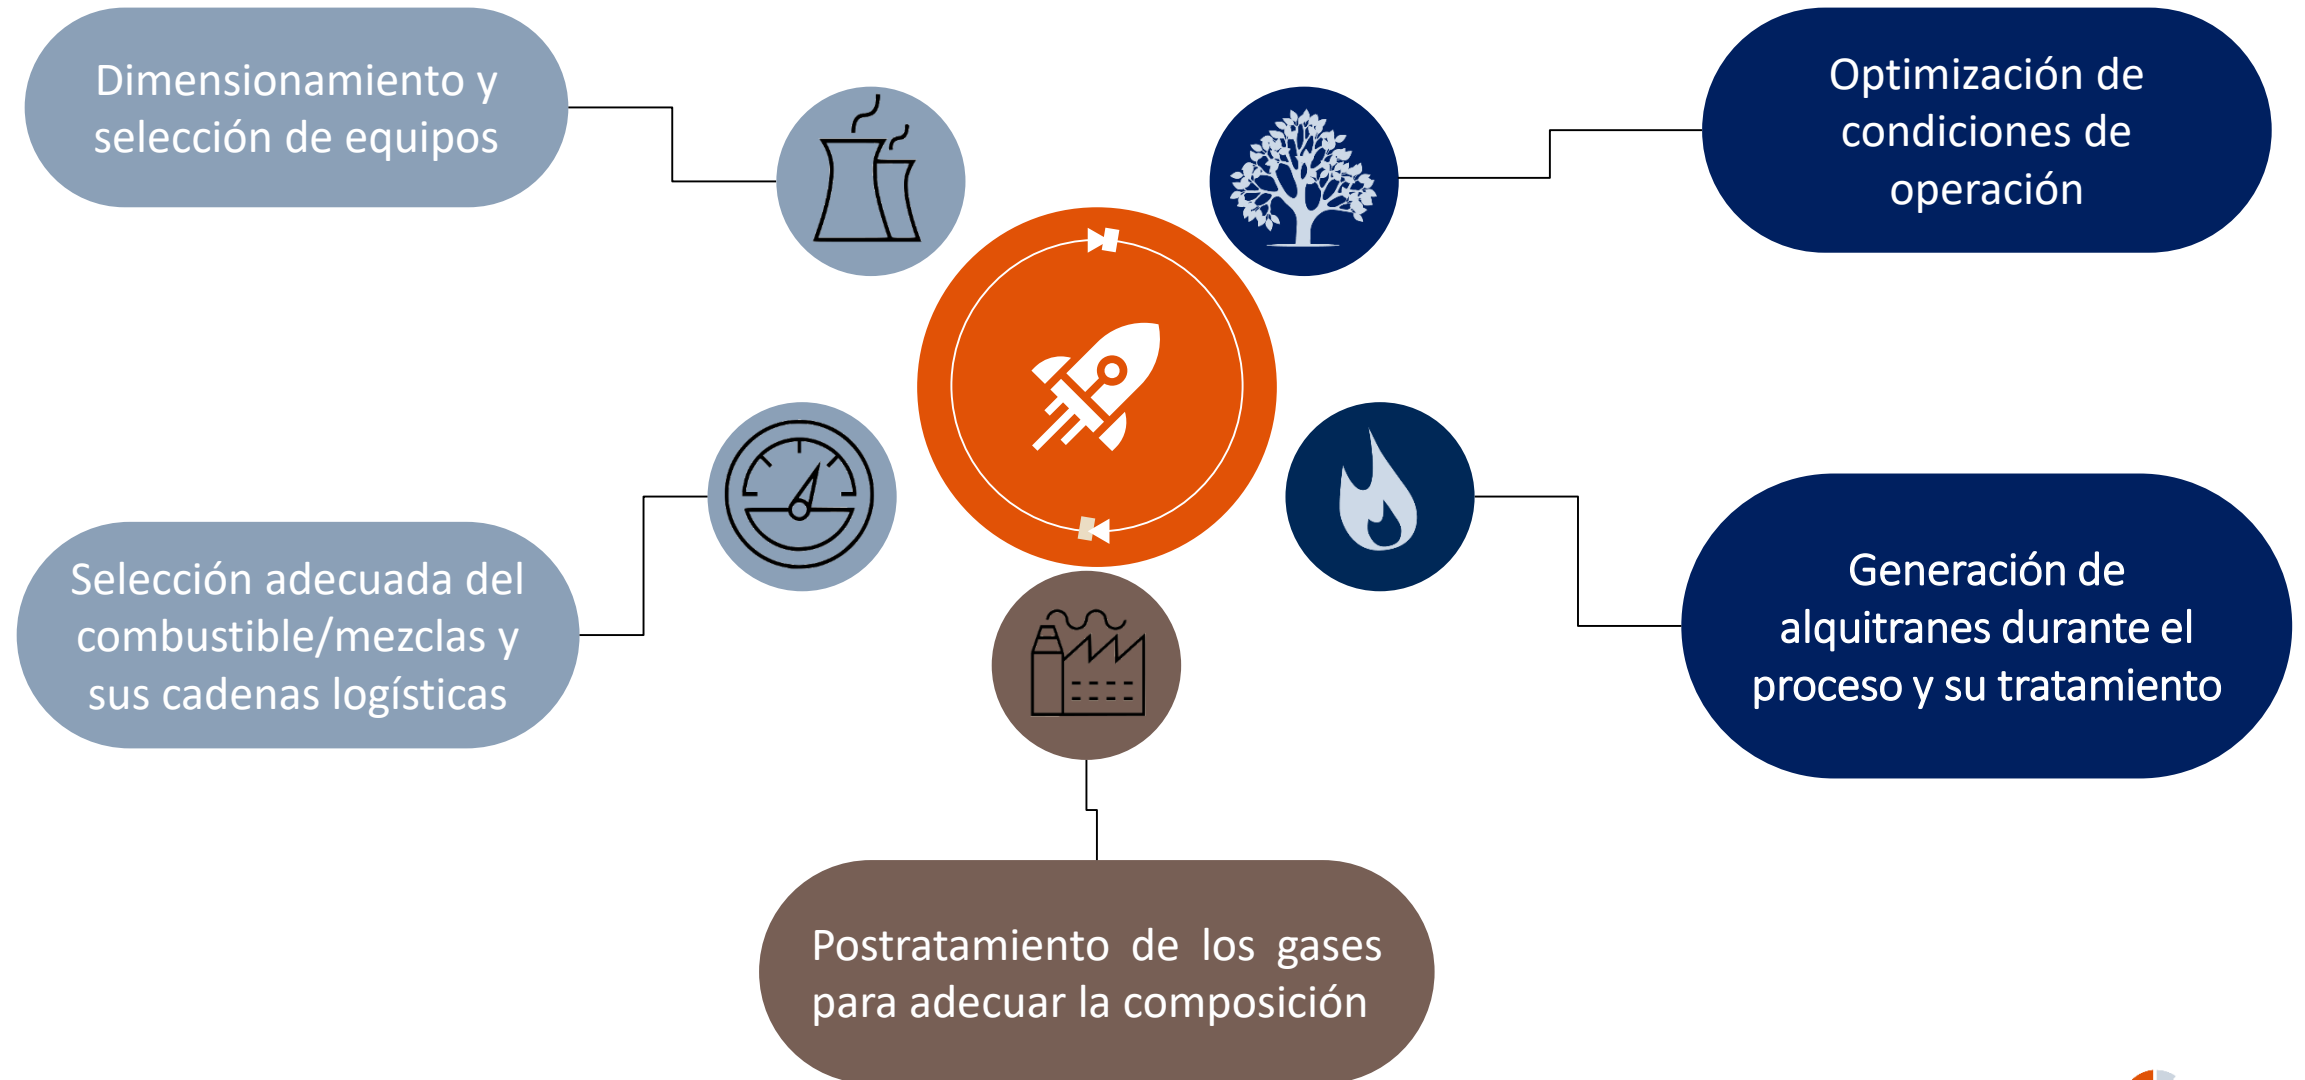 Dimensionamiento y
selección de equipos
Optimización de
condiciones de
operación
Selección adecuada del
combustible/mezclas y
sus cadenas logísticas
Generación de
alquitranes durante el
proceso y su tratamiento
Postratamiento de los gases
para adecuar la composición